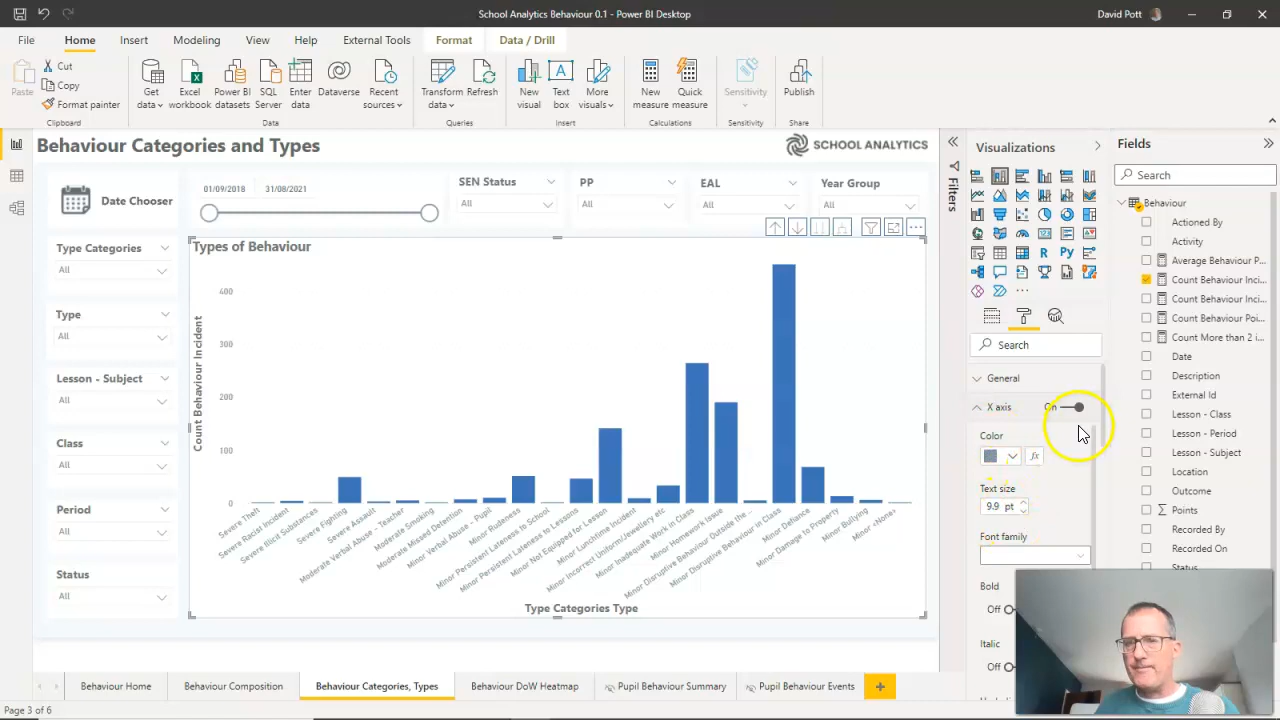 School Analytics Behaviour 0.1 - Power BI Desktop
David Pott
File
Home
Insert
Modeling
View
Help
External Tools
Format
Data / Drill
Paste
Cut
Copy
Format painter
Clipboard
Get data
Excel workbook
Power BI datasets
SQL Server
Enter data
Dataverse
Recent sources
Data
Transform data
Refresh
Queries
New visual
Text box
More visuals
Insert
New measure
Quick measure
Calculations
Sensitivity
Sensitivity
Publish
Share
Behaviour Categories and Types
SCHOOL ANALYTICS
Date Chooser
01/09/2018
31/08/2021
SEN Status
All
PP
All
EAL
All
Year Group
All
Type Categories
All
Type
All
Lesson - Subject
All
Class
All
Period
All
Status
All
Types of Behaviour
Count Behaviour Incident
400
300
200
100
0
Severe Theft
Severe Racist Incident
Severe Illicit Substances
Severe Fighting
Severe Assault
Moderate Verbal Abuse - Teacher
Moderate Smoking
Moderate Missed Detention
Minor Verbal Abuse - Pupil
Minor Rudeness
Minor Persistent Lateness to School
Minor Persistent Lateness to Lessons
Minor Not Equipped for Lesson
Minor Lunchtime Incident
Minor Incorrect Uniform/Jewellery etc
Minor Inadequate Work in Class
Minor Homework Issue
Minor Disruptive Behaviour Outside the...
Minor Disruptive Behaviour in Class
Minor Defiance
Minor Damage to Property
Minor Bullying
Minor <None>
Type Categories Type
Filters
Visualizations
R
Py
Search
General
X axis
On
Color
fx
Text size
9.9 pt
Font family
Bold
Off
Italic
Off
Fields
Search
Behaviour
Actioned By
Activity
Average Behaviour P...
Count Behaviour Inci...
Count Behaviour Inci...
Count Behaviour Poi...
Count More than 2 i...
Date
Description
External Id
Lesson - Class
Lesson - Period
Lesson - Subject
Location
Outcome
Points
Recorded By
Recorded On
Status
Behaviour Home
Behaviour Composition
Behaviour Categories, Types
Behaviour DoW Heatmap
Pupil Behaviour Summary
Pupil Behaviour Events
Page 3 of 6